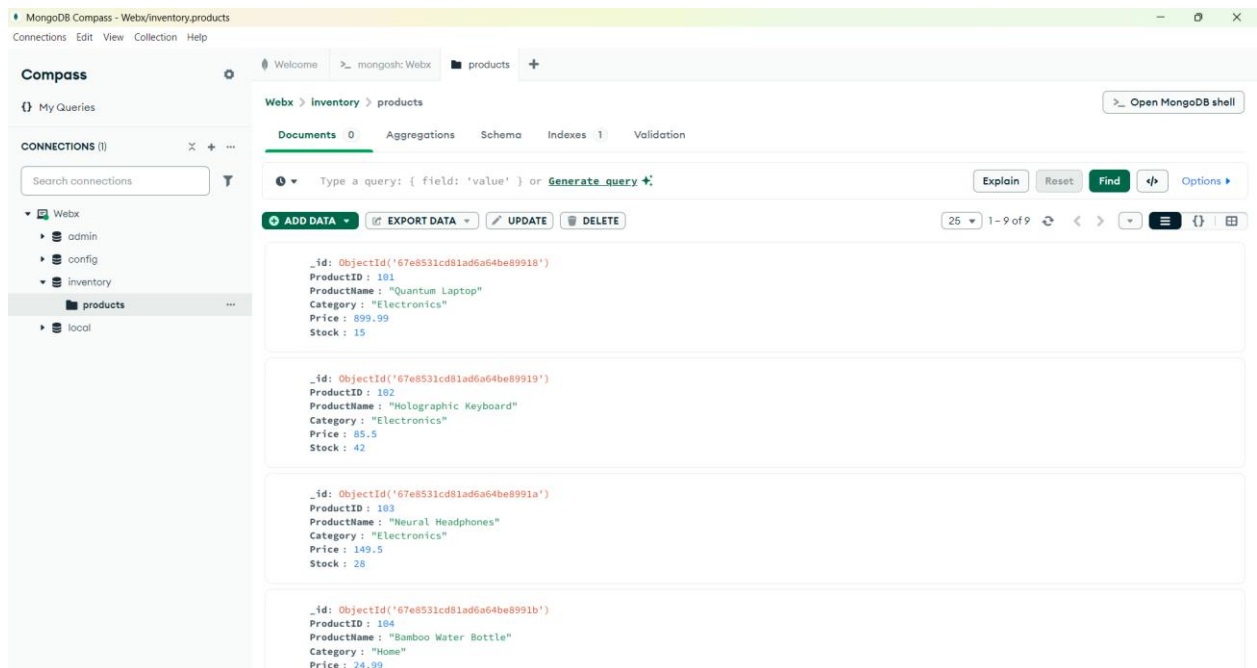 MongoDB Compass - Webx/inventory.products
Connections Edit View Collection Help
Compass
{} My Queries
CONNECTIONS (1)
Search connections
Webx
admin
config
inventory
products
local
Welcome >_ mongosh: Webx products +
Webx > inventory > products
>_ Open MongoDB shell
Documents 0 Aggregations Schema Indexes 1 Validation
Type a query: { field: 'value' } or Generate query
Explain Reset Find </> Options
ADD DATA EXPORT DATA UPDATE DELETE
25 1 – 9 of 9 {}
_id: ObjectId('67e8531cd81ad6a64be89918')
ProductID : 101
ProductName : "Quantum Laptop"
Category : "Electronics"
Price : 899.99
Stock : 15
_id: ObjectId('67e8531cd81ad6a64be89919')
ProductID : 102
ProductName : "Holographic Keyboard"
Category : "Electronics"
Price : 85.5
Stock : 42
_id: ObjectId('67e8531cd81ad6a64be8991a')
ProductID : 103
ProductName : "Neural Headphones"
Category : "Electronics"
Price : 149.5
Stock : 28
_id: ObjectId('67e8531cd81ad6a64be8991b')
ProductID : 104
ProductName : "Bamboo Water Bottle"
Category : "Home"
Price : 24.99